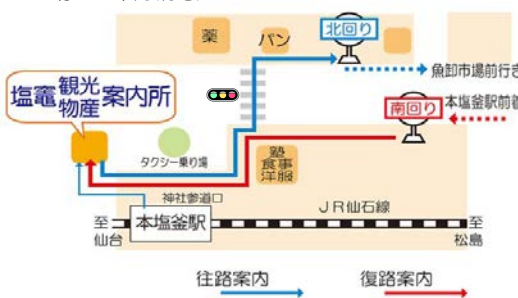 薬
パン
北回り
魚卸市場前行き
塩竈観光物産案内所
南回り
本塩釜駅前着
タクシー乗り場
塾
食事
洋服
神社参道口
JR仙石線
至仙台
本塩釜駅
至松島
往路案内
復路案内